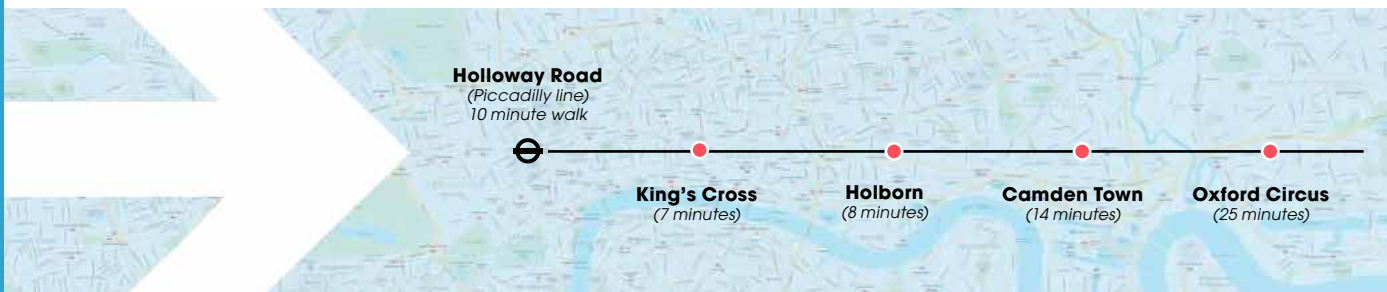 Holloway Road
(Piccadilly line)
10 minute walk
King's Cross
(7 minutes)
Holborn
(8 minutes)
Camden Town
(14 minutes)
Oxford Circus
(25 minutes)